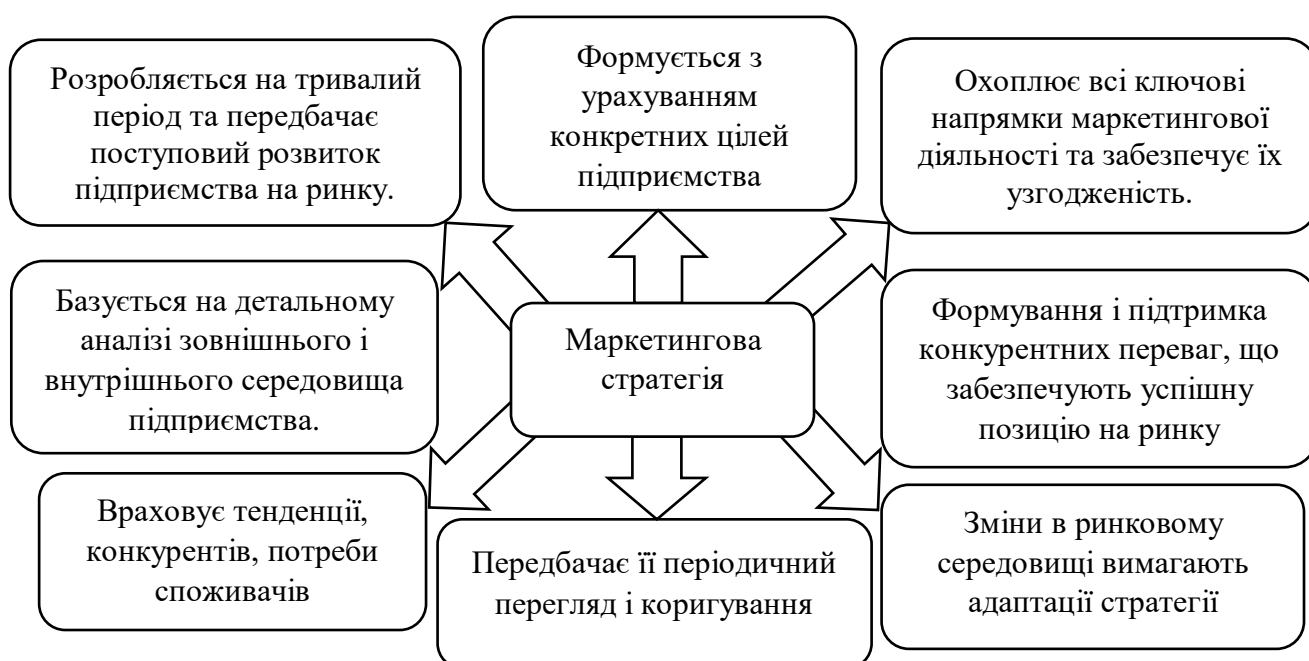 Розробляється на тривалий
період та передбачає
поступовий розвиток
підприємства на ринку.
Формується з
урахуванням
конкретних цілей
підприємства
Охоплює всі ключові
напрямки маркетингової
діяльності та забезпечує їх
узгодженість.
Базується на детальному
аналізі зовнішнього і
внутрішнього середовища
підприємства.
Маркетингова
стратегія
Формування і підтримка
конкурентних переваг, що
забезпечують успішну
позицію на ринку
Враховує тенденції,
конкурентів, потреби
споживачів
Передбачає її періодичний
перегляд і коригування
Зміни в ринковому
середовищі вимагають
адаптації стратегії